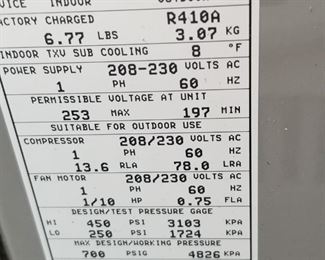 VICE INDOOR OUTDOOR
FACTORY CHARGED R410A
6.77 LBS 3.07 KG
INDOOR TXV SUB COOLING 8 °F
POWER SUPPLY 208-230 VOLTS AC
1 PH 60 HZ
PERMISSIBLE VOLTAGE AT UNIT
253 MAX 197 MIN
SUITABLE FOR OUTDOOR USE
COMPRESSOR 208/230 VOLTS AC
1 PH 60 HZ
13.6 RLA 78.0 LRA
FAN MOTOR 208/230 VOLTS AC
1 PH 60 HZ
1/10 HP 0.75 FLA
DESIGN/TEST PRESSURE GAGE
HI 450 PSI 3103 KPA
LO 250 PSI 1724 KPA
MAX DESIGN/WORKING PRESSURE
700 PSIG 4826 KPA